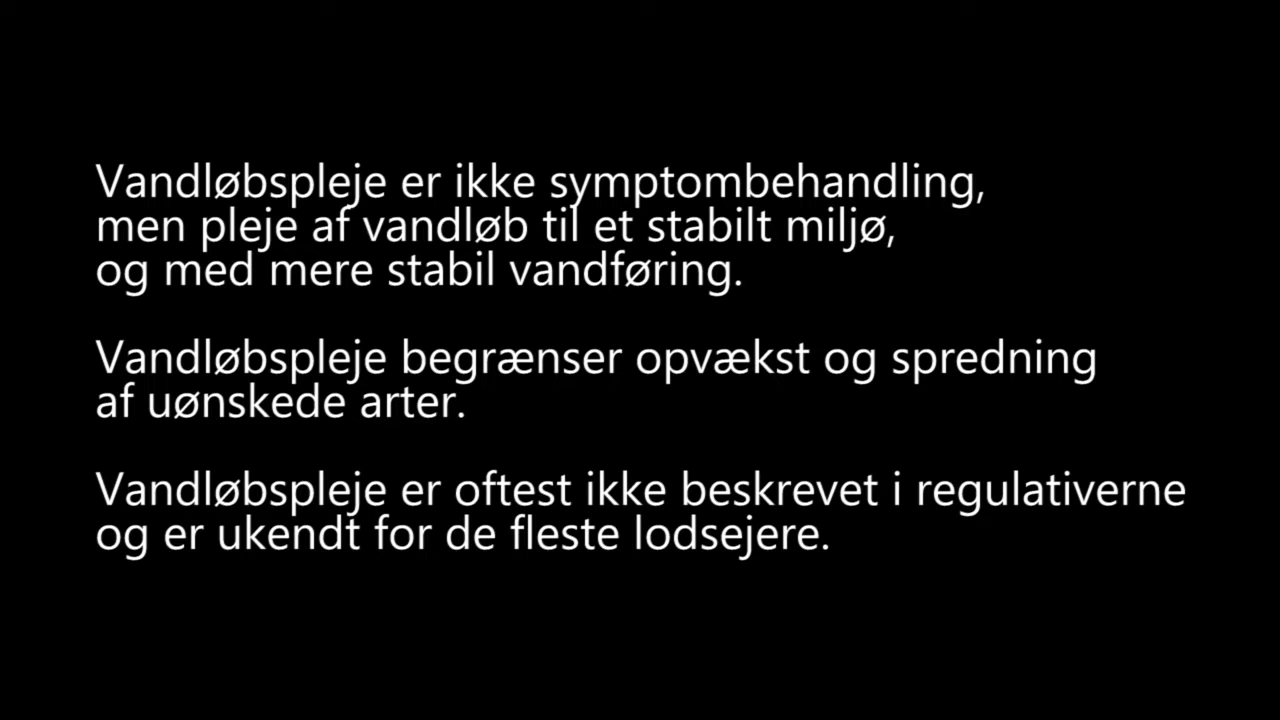 Vandløbspleje er ikke symptombehandling,
men pleje af vandløb til et stabilt miljø,
og med mere stabil vandføring.
Vandløbspleje begrænser opvækst og spredning
af uønskede arter.
Vandløbspleje er oftest ikke beskrevet i regulativerne
og er ukendt for de fleste lodsejere.